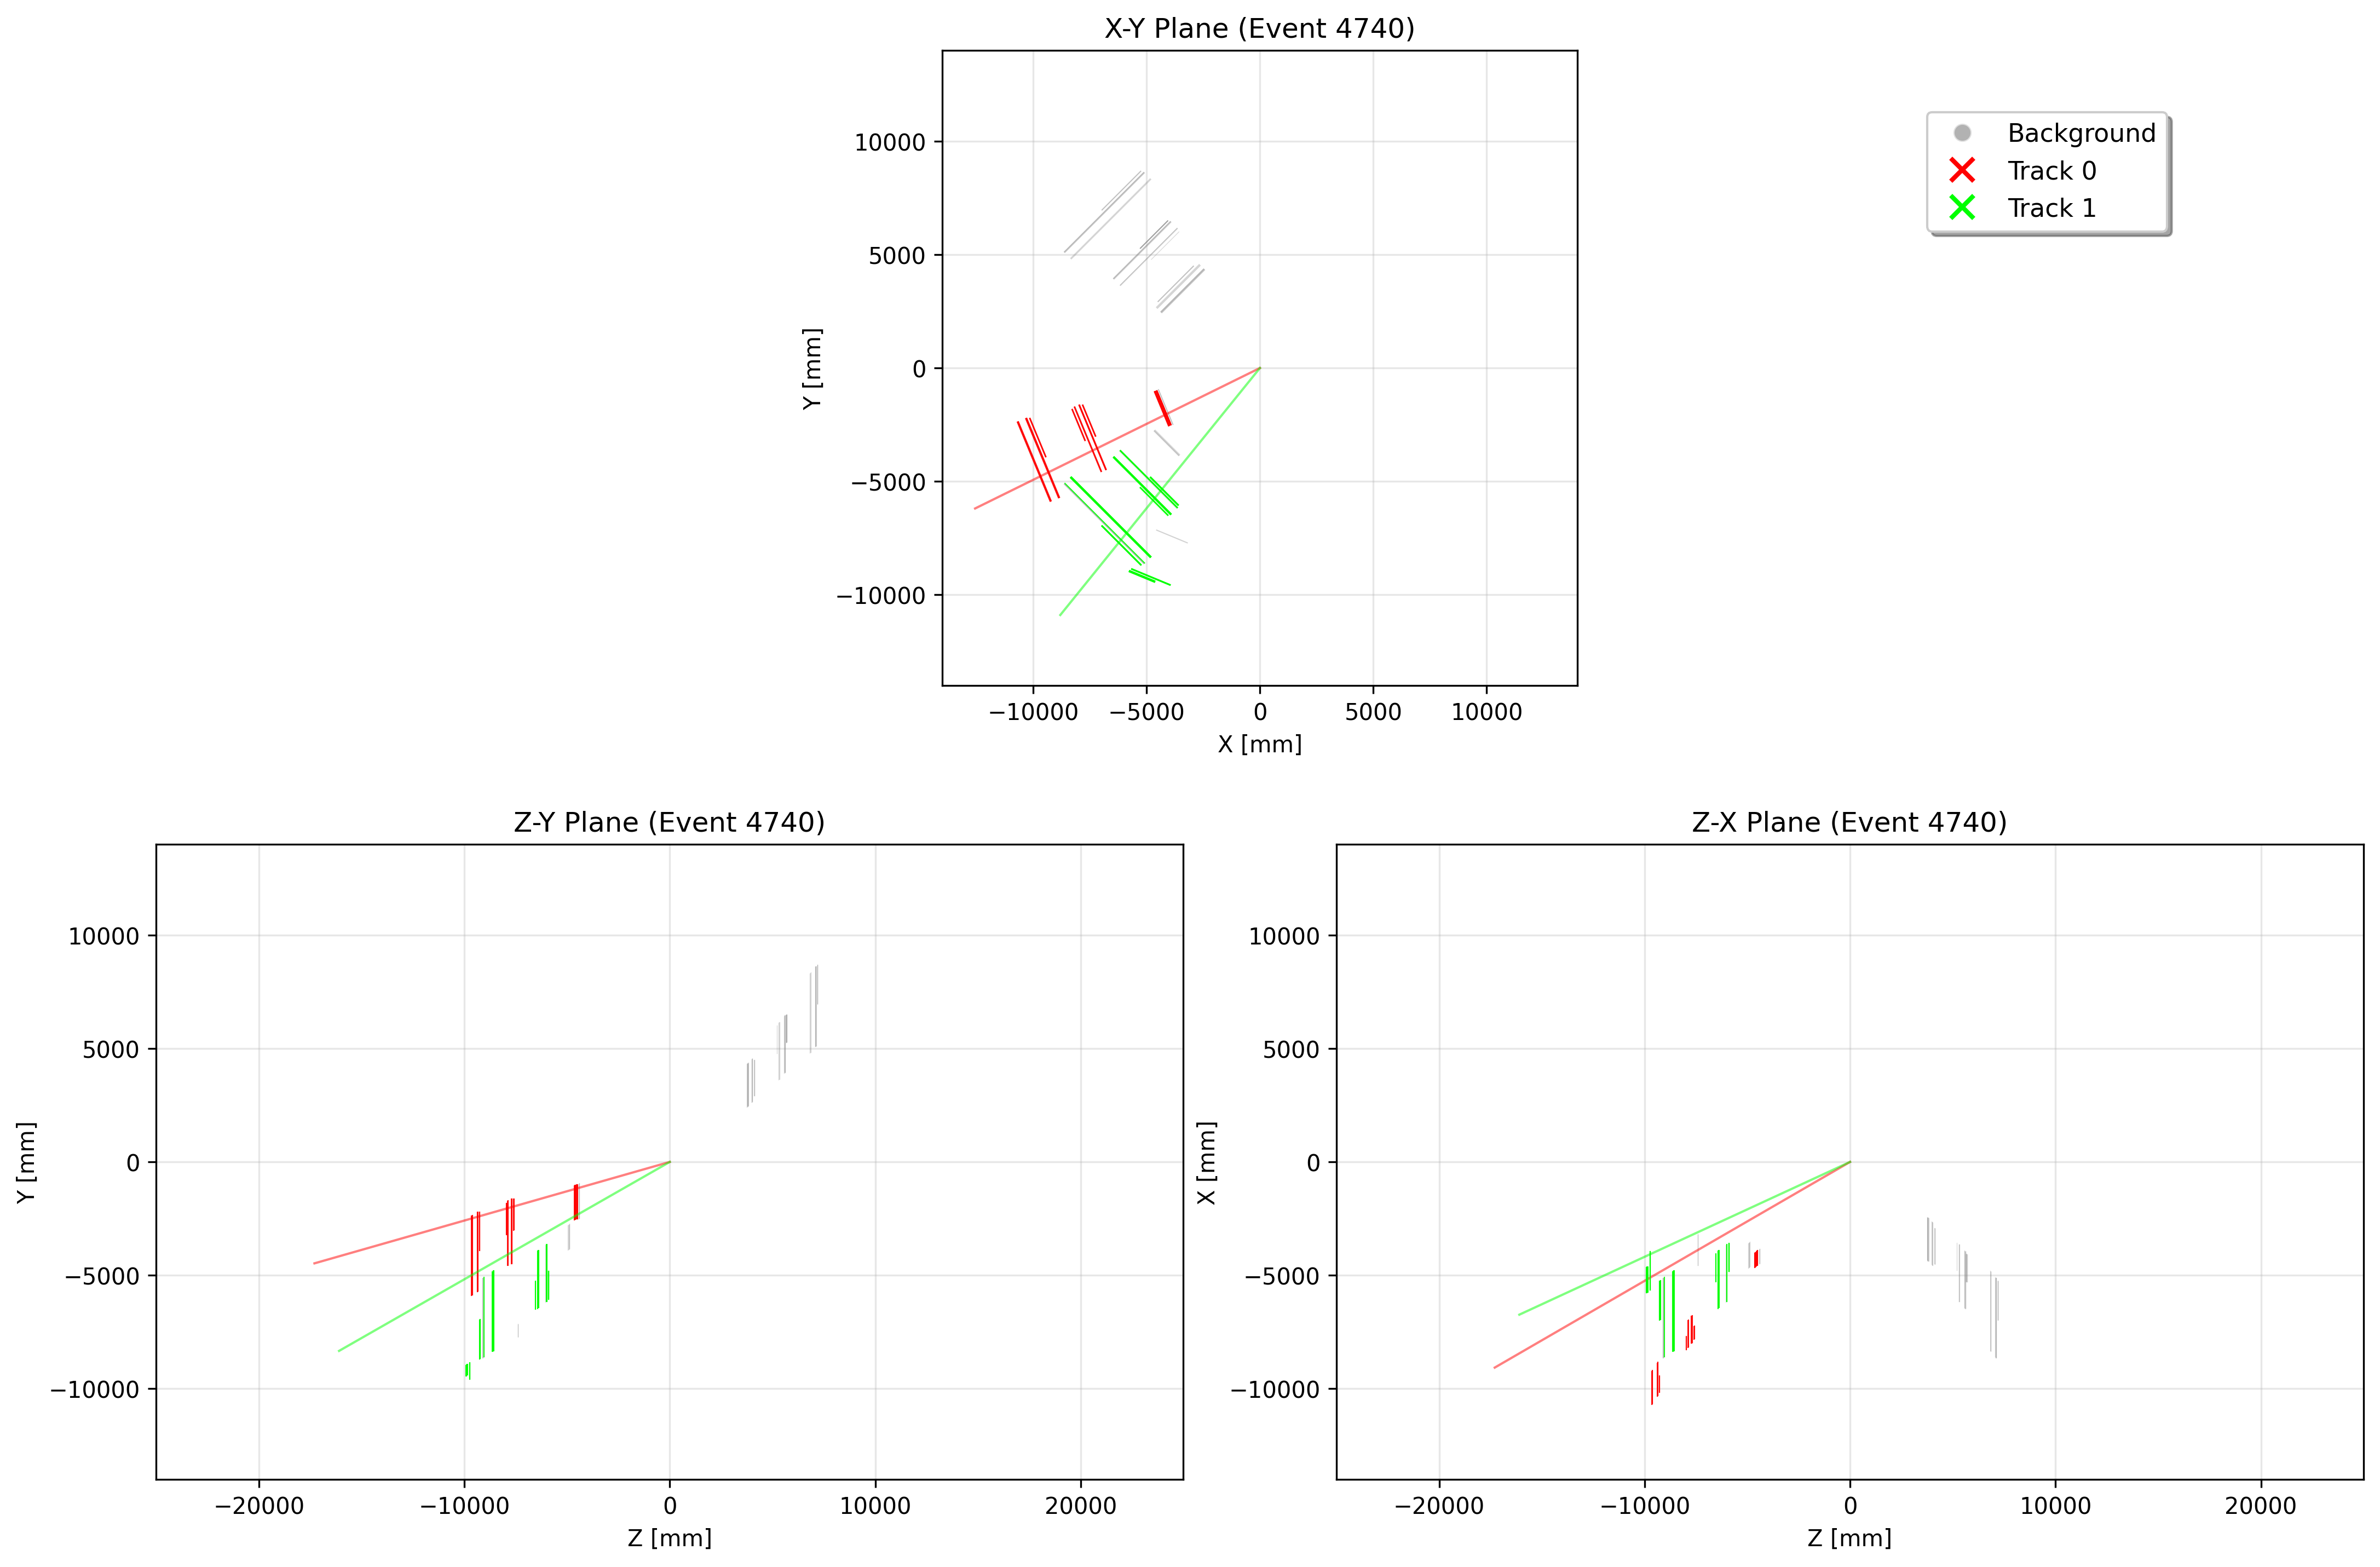 X-Y Plane (Event 4740)
Y [mm]
10000
5000
0
−5000
−10000
−10000 −5000 0 5000 10000
X [mm]
Background
Track 0
Track 1
Z-Y Plane (Event 4740)
Y [mm]
10000
5000
0
−5000
−10000
−20000 −10000 0 10000 20000
Z [mm]
Z-X Plane (Event 4740)
X [mm]
10000
5000
0
−5000
−10000
−20000 −10000 0 10000 20000
Z [mm]